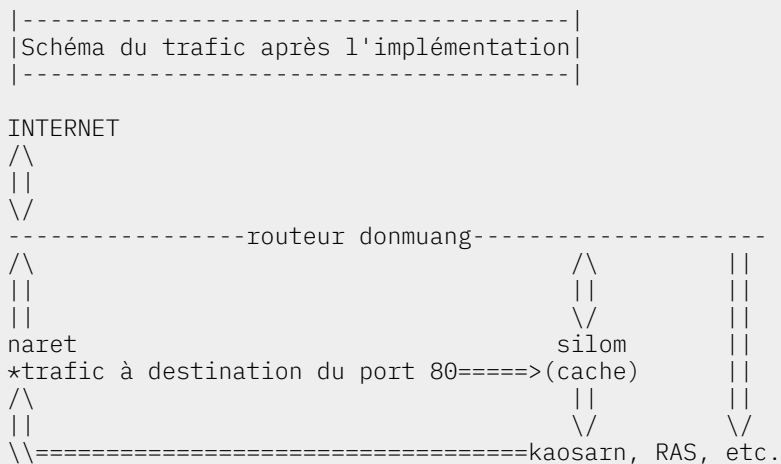 |---------------------------------------|
|Schéma du trafic après l'implémentation|
|---------------------------------------|
INTERNET
/\
||
\/
-----------------routeur donmuang---------------------
/\                                      /\       ||
||                                      ||       ||
||                                      \/       ||
naret                                  silom     ||
*trafic à destination du port 80=====>(cache)    ||
/\                                      ||       ||
||                                      \/       \/
\\===================================kaosarn, RAS, etc.